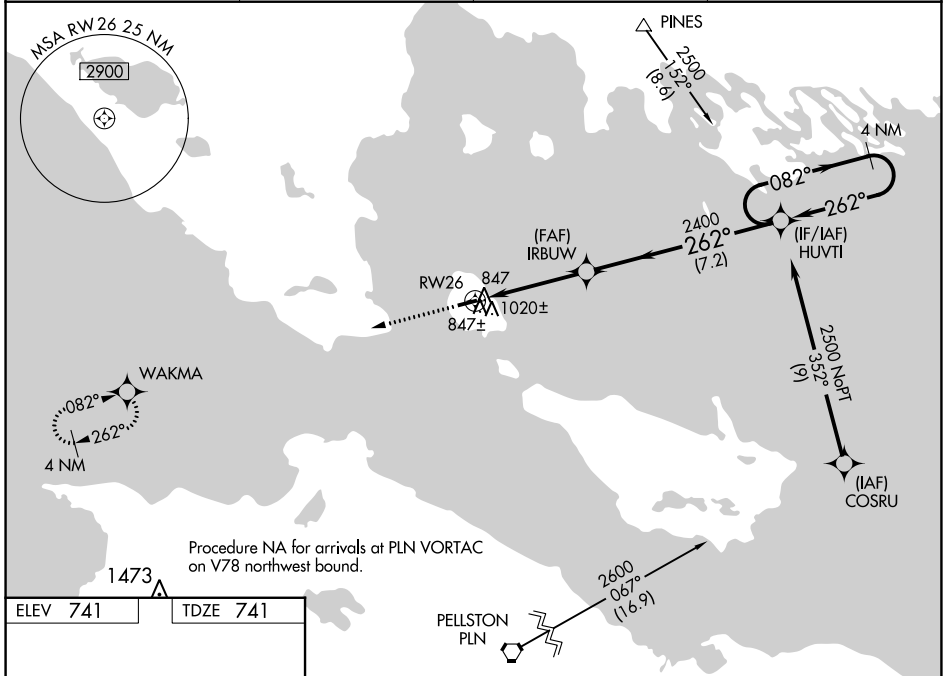 MSA RW26 25 NM
2900
PINES
2500
152°
(8.6)
4 NM
082°
262°
(IF/IAF)
HUVTI
2400
262°
(7.2)
(FAF)
IRBUW
RW26
847
1020±
847±
2500 NoPT
352°
(9)
WAKMA
082°
262°
4 NM
(IAF)
COSRU
Procedure NA for arrivals at PLN VORTAC
on V78 northwest bound.
1473
2600
067°
(16.9)
PELLSTON
PLN
ELEV 741
TDZE 741